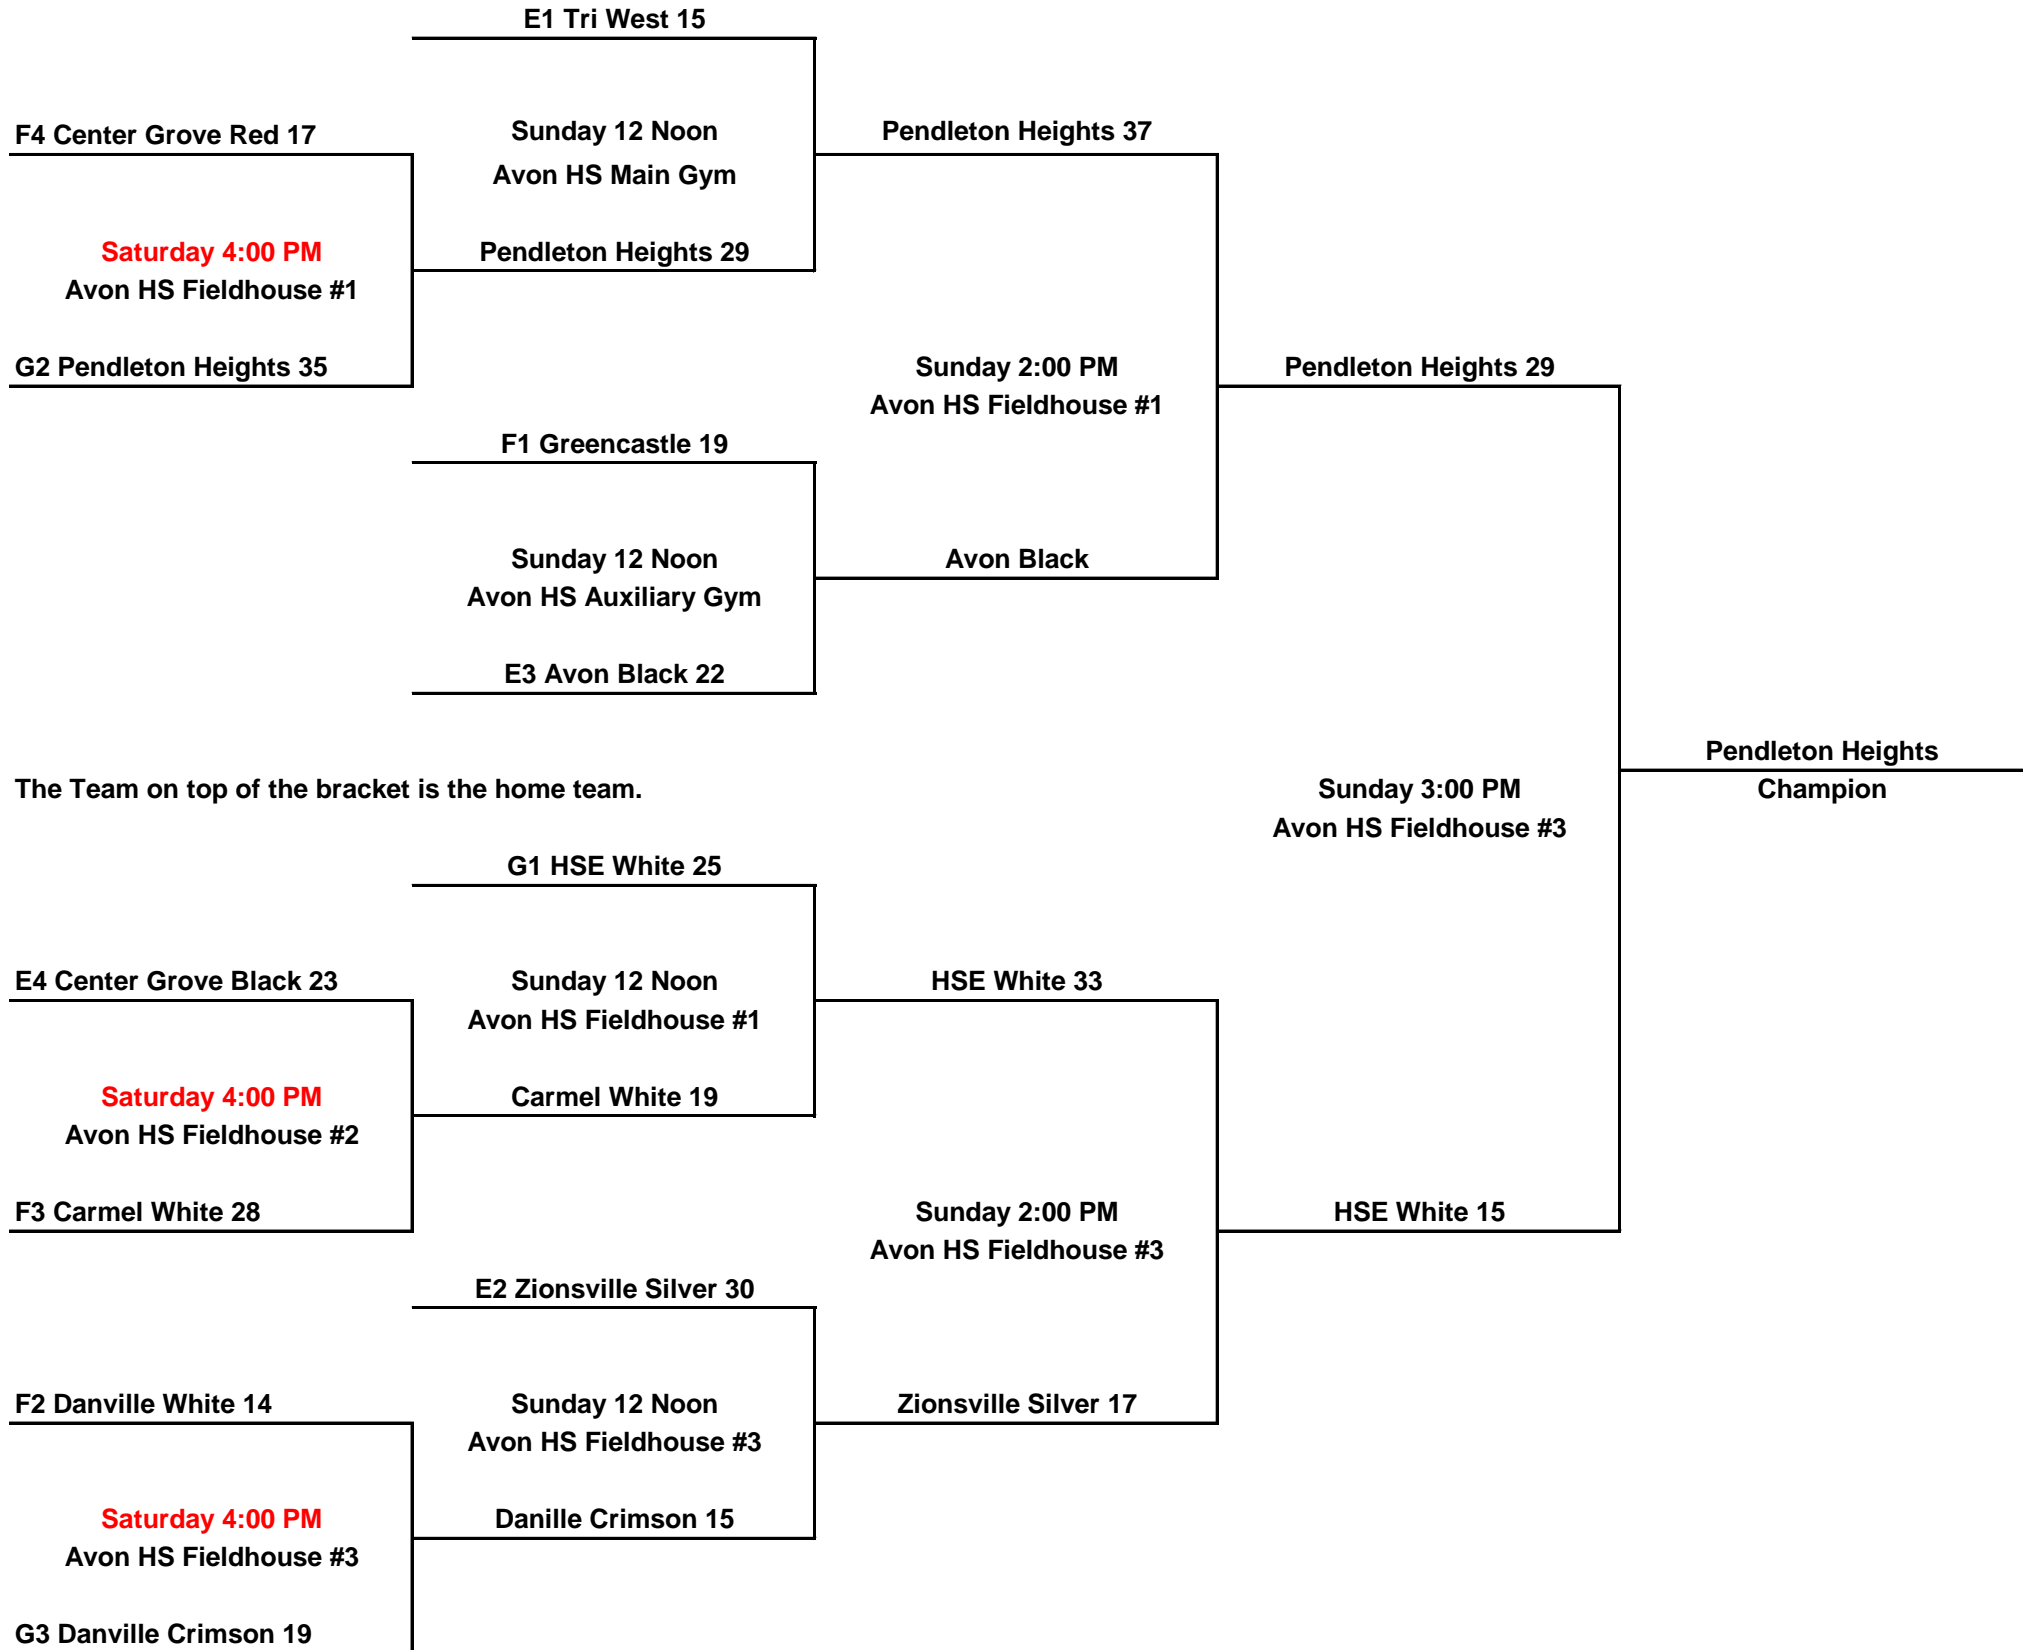 E1 Tri West 15
F4 Center Grove Red 17
Sunday 12 Noon
Pendleton Heights 37
Avon HS Main Gym
Saturday 4:00 PM
Pendleton Heights 29
Avon HS Fieldhouse #1
G2 Pendleton Heights 35
Sunday 2:00 PM
Pendleton Heights 29
Avon HS Fieldhouse #1
F1 Greencastle 19
Sunday 12 Noon
Avon Black
Avon HS Auxiliary Gym
E3 Avon Black 22
Pendleton Heights
The Team on top of the bracket is the home team.
Sunday 3:00 PM
Champion
Avon HS Fieldhouse #3
G1 HSE White 25
E4 Center Grove Black 23
Sunday 12 Noon
HSE White 33
Avon HS Fieldhouse #1
Saturday 4:00 PM
Carmel White 19
Avon HS Fieldhouse #2
F3 Carmel White 28
Sunday 2:00 PM
HSE White 15
Avon HS Fieldhouse #3
E2 Zionsville Silver 30
F2 Danville White 14
Sunday 12 Noon
Zionsville Silver 17
Avon HS Fieldhouse #3
Saturday 4:00 PM
Danille Crimson 15
Avon HS Fieldhouse #3
G3 Danville Crimson 19